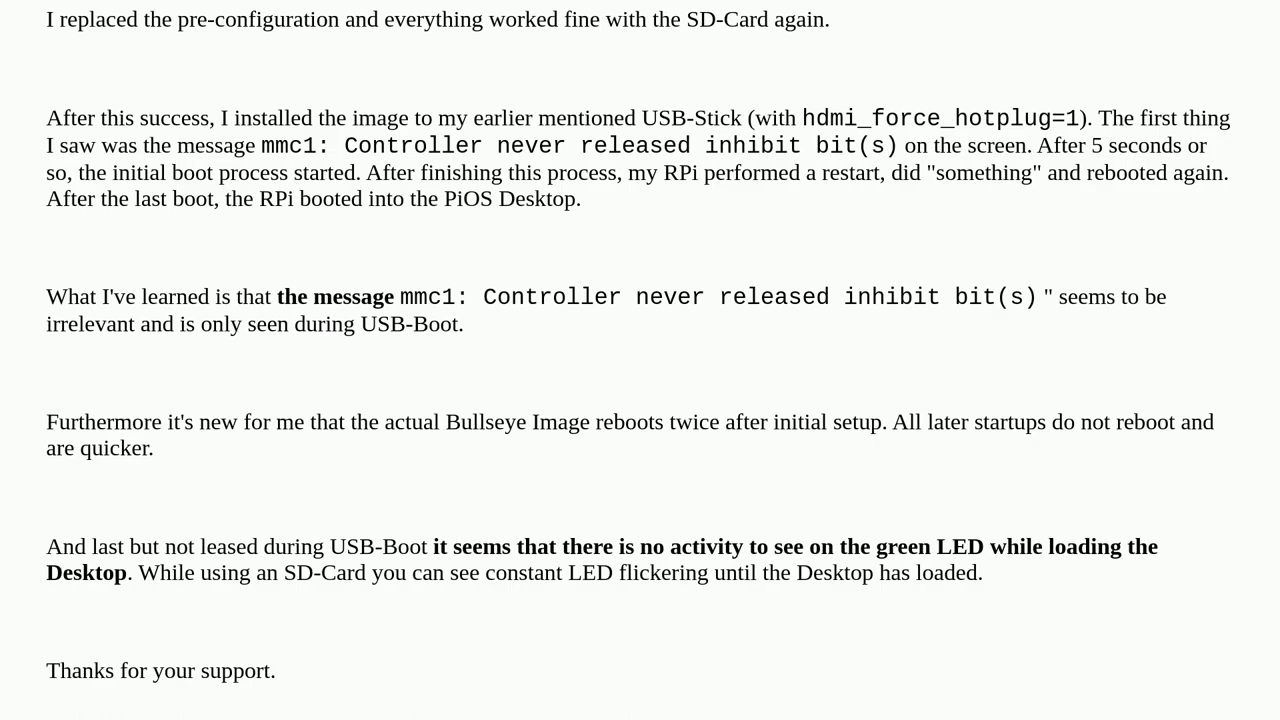 I replaced the pre-configuration and everything worked fine with the SD-Card again.
After this success, I installed the image to my earlier mentioned USB-Stick (with hdmi_force_hotplug=1). The first thing
I saw was the message mmc1: Controller never released inhibit bit(s) on the screen. After 5 seconds or
so, the initial boot process started. After finishing this process, my RPi performed a restart, did "something" and rebooted again.
After the last boot, the RPi booted into the PiOS Desktop.
What I've learned is that the message mmc1: Controller never released inhibit bit(s) " seems to be
irrelevant and is only seen during USB-Boot.
Furthermore it's new for me that the actual Bullseye Image reboots twice after initial setup. All later startups do not reboot and
are quicker.
And last but not leased during USB-Boot it seems that there is no activity to see on the green LED while loading the
Desktop. While using an SD-Card you can see constant LED flickering until the Desktop has loaded.
Thanks for your support.